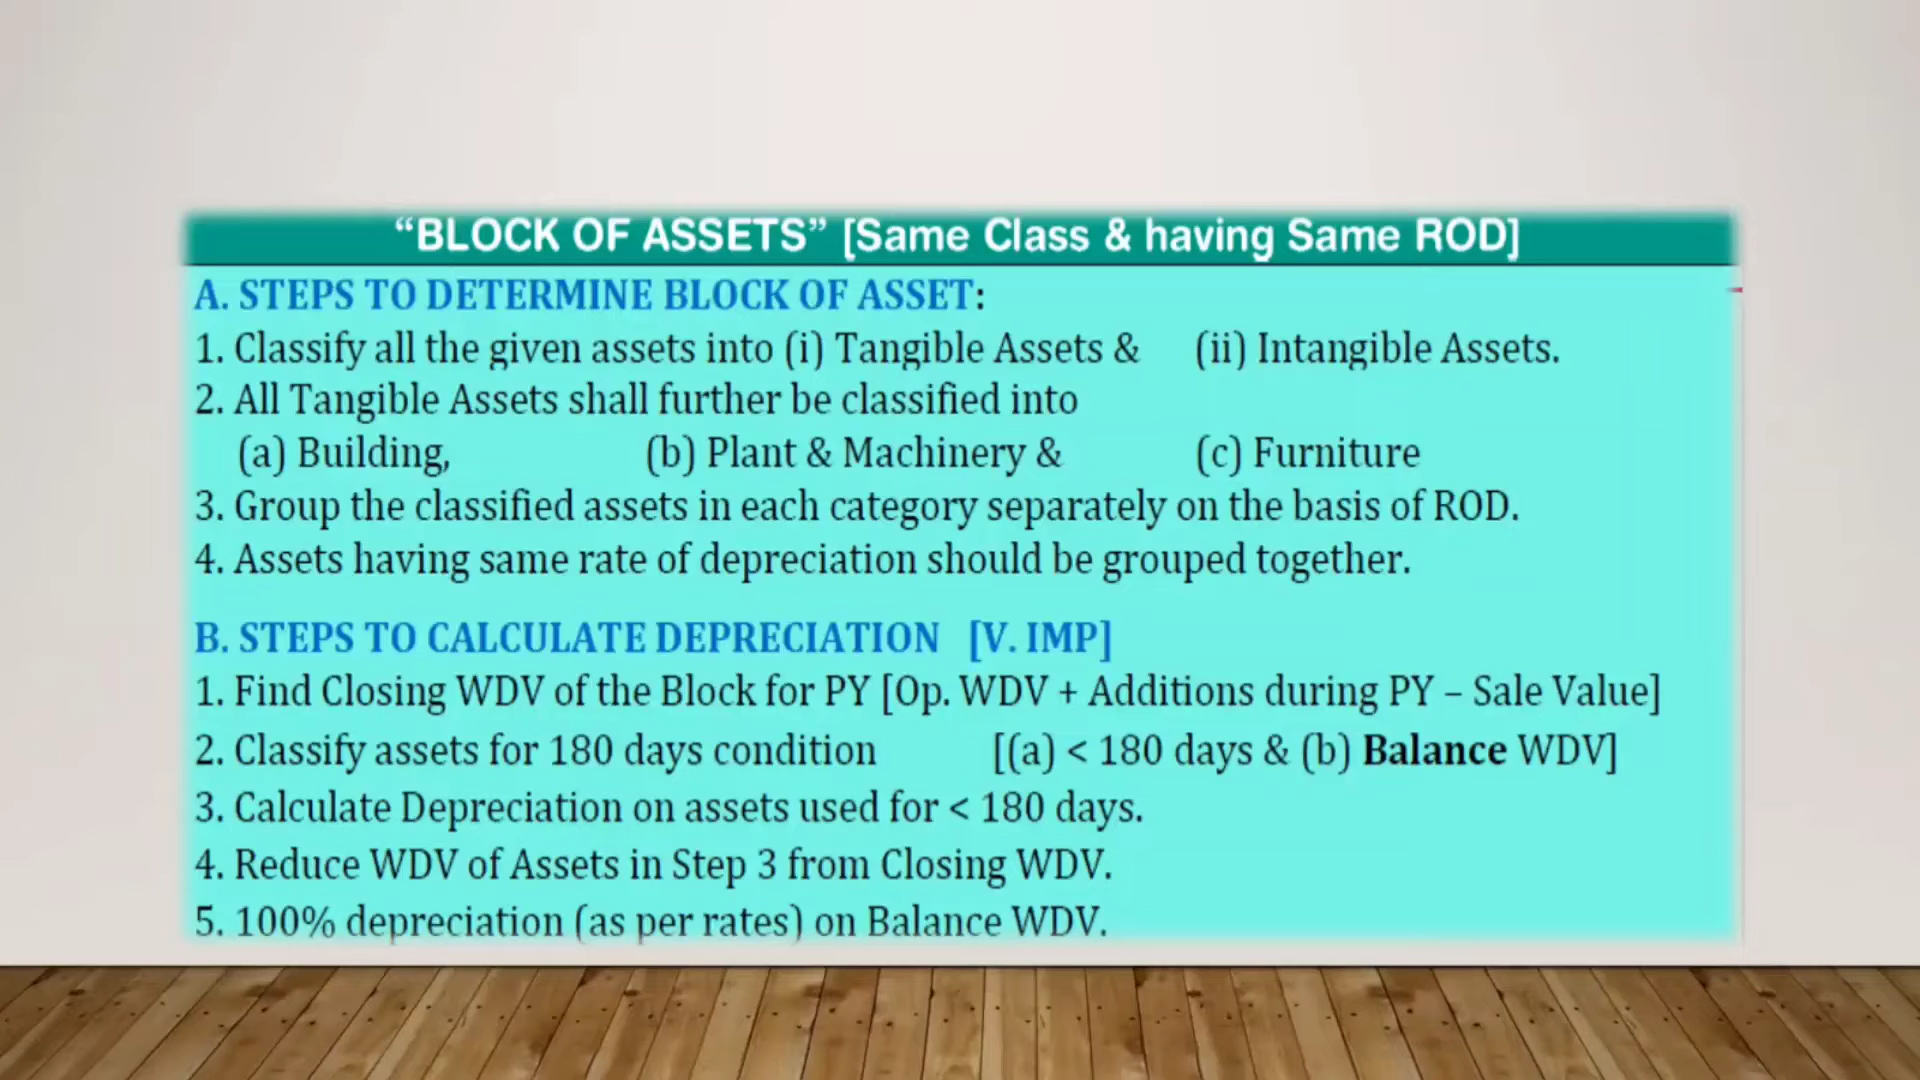 “BLOCK OF ASSETS” [Same Class & having Same ROD]
A. STEPS TO DETERMINE BLOCK OF ASSET:
1. Classify all the given assets into (i) Tangible Assets & (ii) Intangible Assets.
2. All Tangible Assets shall further be classified into
(a) Building, (b) Plant & Machinery & (c) Furniture
3. Group the classified assets in each category separately on the basis of ROD.
4. Assets having same rate of depreciation should be grouped together.
B. STEPS TO CALCULATE DEPRECIATION [V. IMP]
1. Find Closing WDV of the Block for PY [Op. WDV + Additions during PY – Sale Value]
2. Classify assets for 180 days condition [(a) < 180 days & (b) Balance WDV]
3. Calculate Depreciation on assets used for < 180 days.
4. Reduce WDV of Assets in Step 3 from Closing WDV.
5. 100% depreciation (as per rates) on Balance WDV.